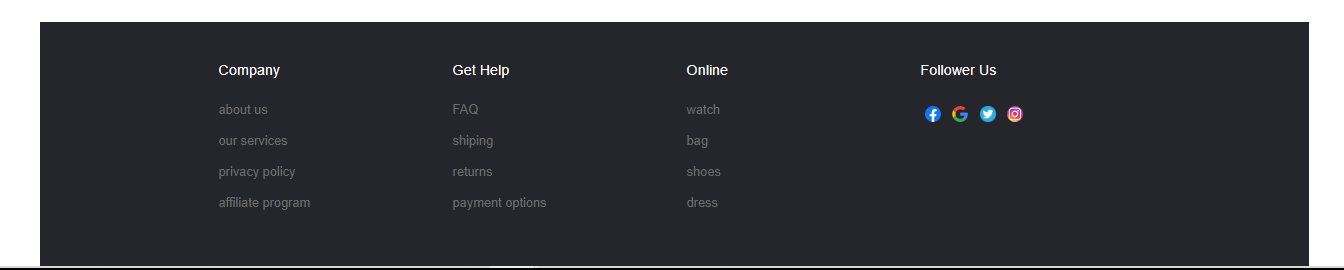 Company
about us
our services
privacy policy
affiliate program
Get Help
FAQ
shiping
returns
payment options
Online
watch
bag
shoes
dress
Follower Us